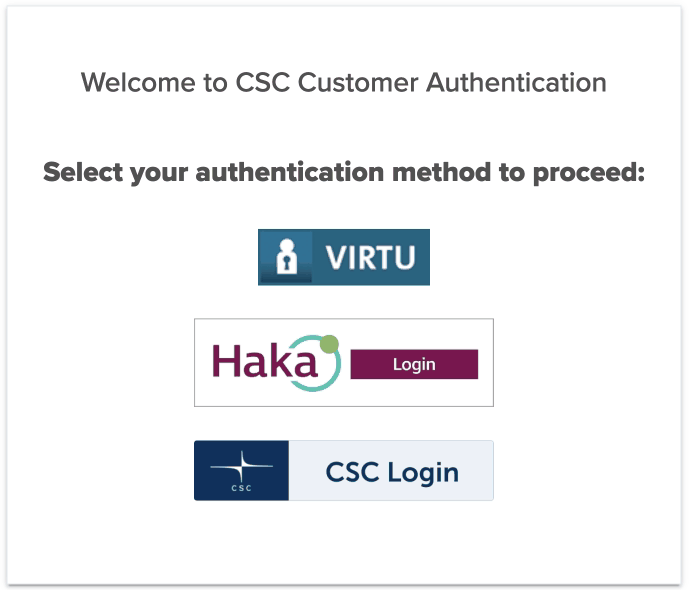 Welcome to CSC Customer Authentication
Select your authentication method to proceed:
VIRTU
Haka Login
CSC CSC Login